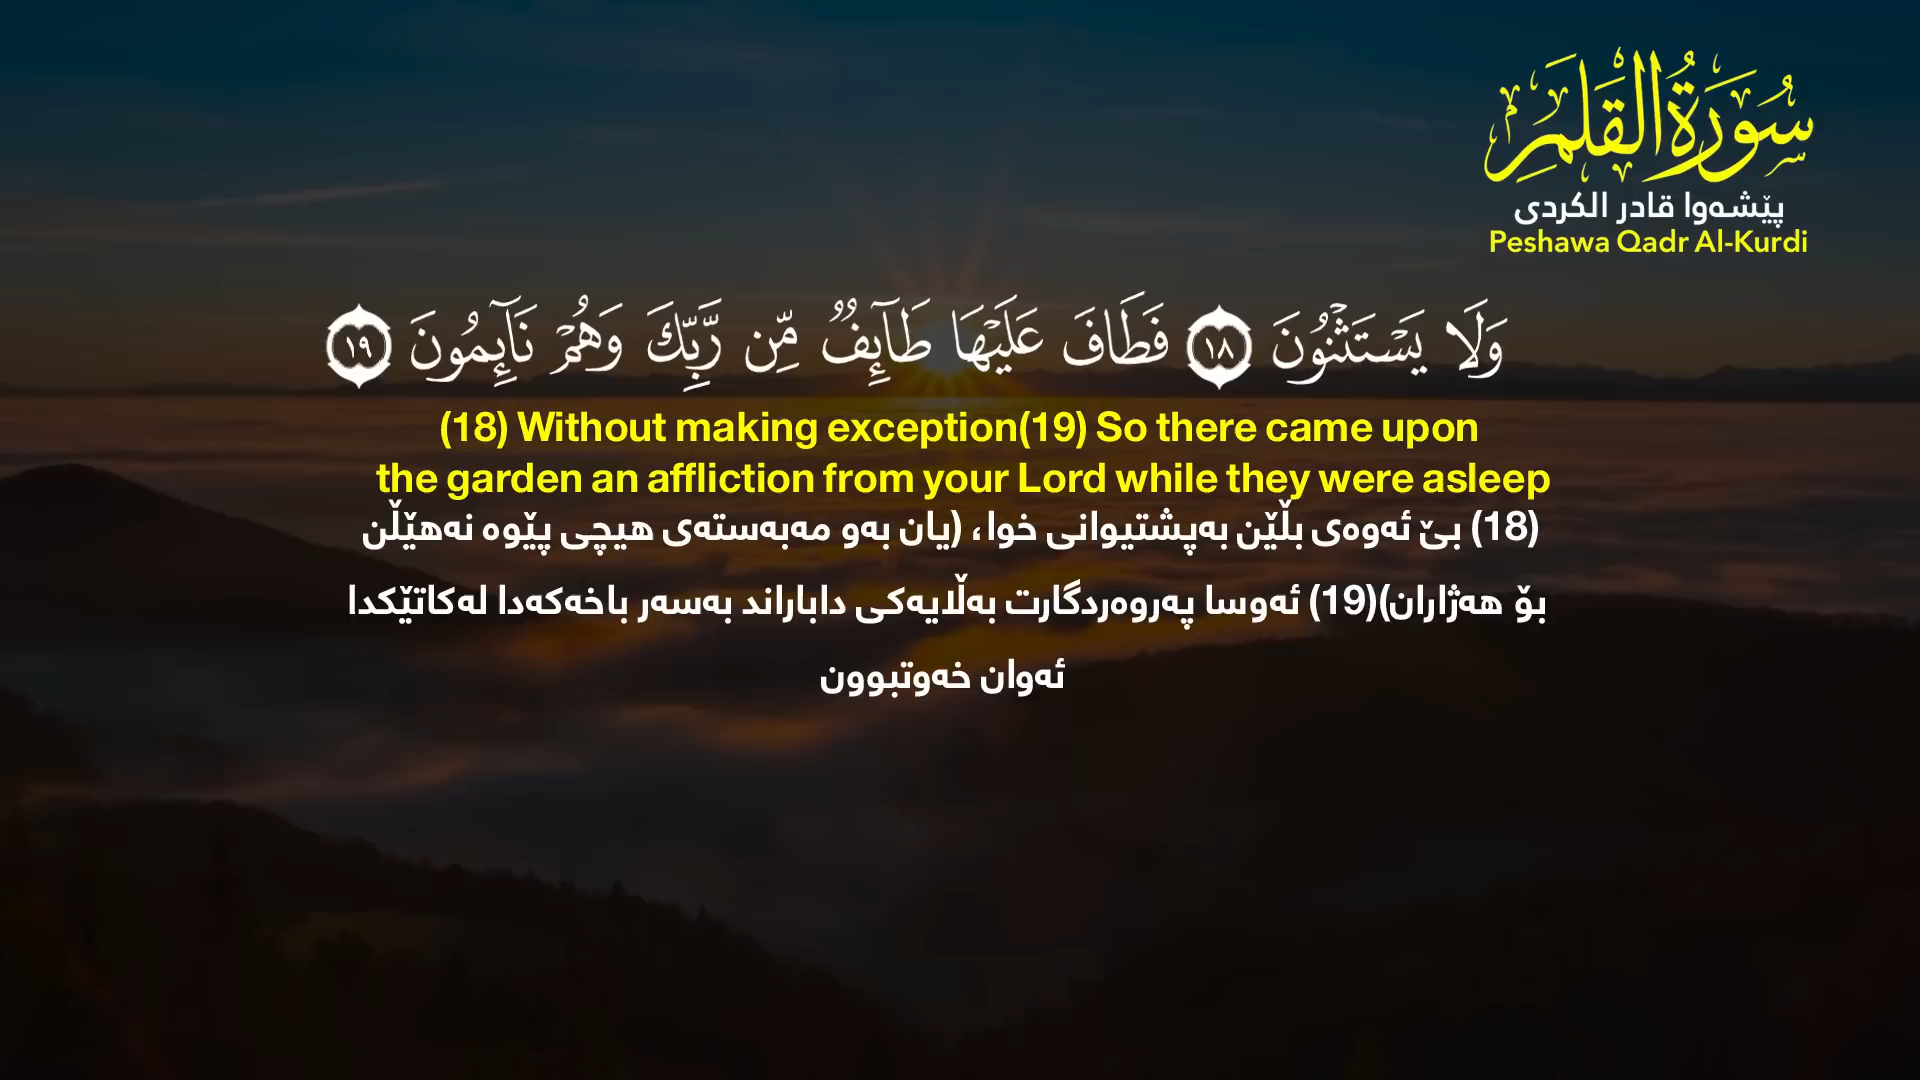 سُورَةُ القَلَمِ
پێشەوا قادر الكردی
Peshawa Qadr Al-Kurdi
وَلَا يَسْتَثْنُونَ ١٨ فَطَافَ عَلَيْهَا طَآئِفٌ مِّن رَّبِّكَ وَهُمْ نَآئِمُونَ ١٩
(18) Without making exception(19) So there came upon
the garden an affliction from your Lord while they were asleep
(18) بێ ئەوەی بڵێن بەپشتیوانی خوا، (یان بەو مەبەستەی هیچی پێوە نەهێڵن
بۆ هەژاران)(19) ئەوسا پەروەردگارت بەڵایەکی داباراند بەسەر باخەکەدا لەکاتێکدا
ئەوان خەوتبوون